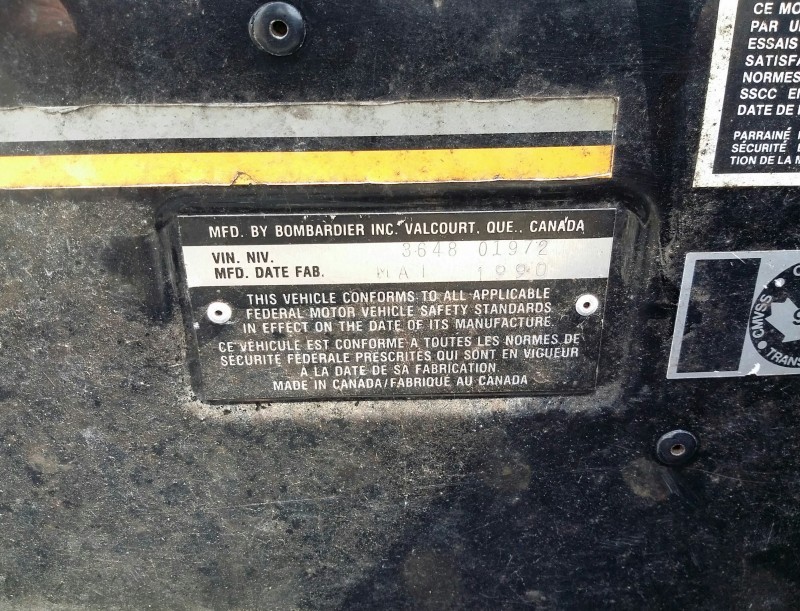 MFD. BY BOMBARDIER INC. VALCOURT, QUE., CANADA
VIN. NIV. 3648 01972
MFD. DATE FAB. MAI 1990
THIS VEHICLE CONFORMS TO ALL APPLICABLE
FEDERAL MOTOR VEHICLE SAFETY STANDARDS
IN EFFECT ON THE DATE OF ITS MANUFACTURE.
CE VÉHICULE EST CONFORME À TOUTES LES NORMES DE
SÉCURITÉ FÉDÉRALE PRESCRITES QUI SONT EN VIGUEUR
À LA DATE DE SA FABRICATION.
MADE IN CANADA/FABRIQUÉ AU CANADA
CE MO
PAR U
ESSAIS
SATISFA
NORMES
SSCC E
DATE DE
PARRAINÉ
SÉCURITÉ
TION DE LA M
CMVSS
TRANS